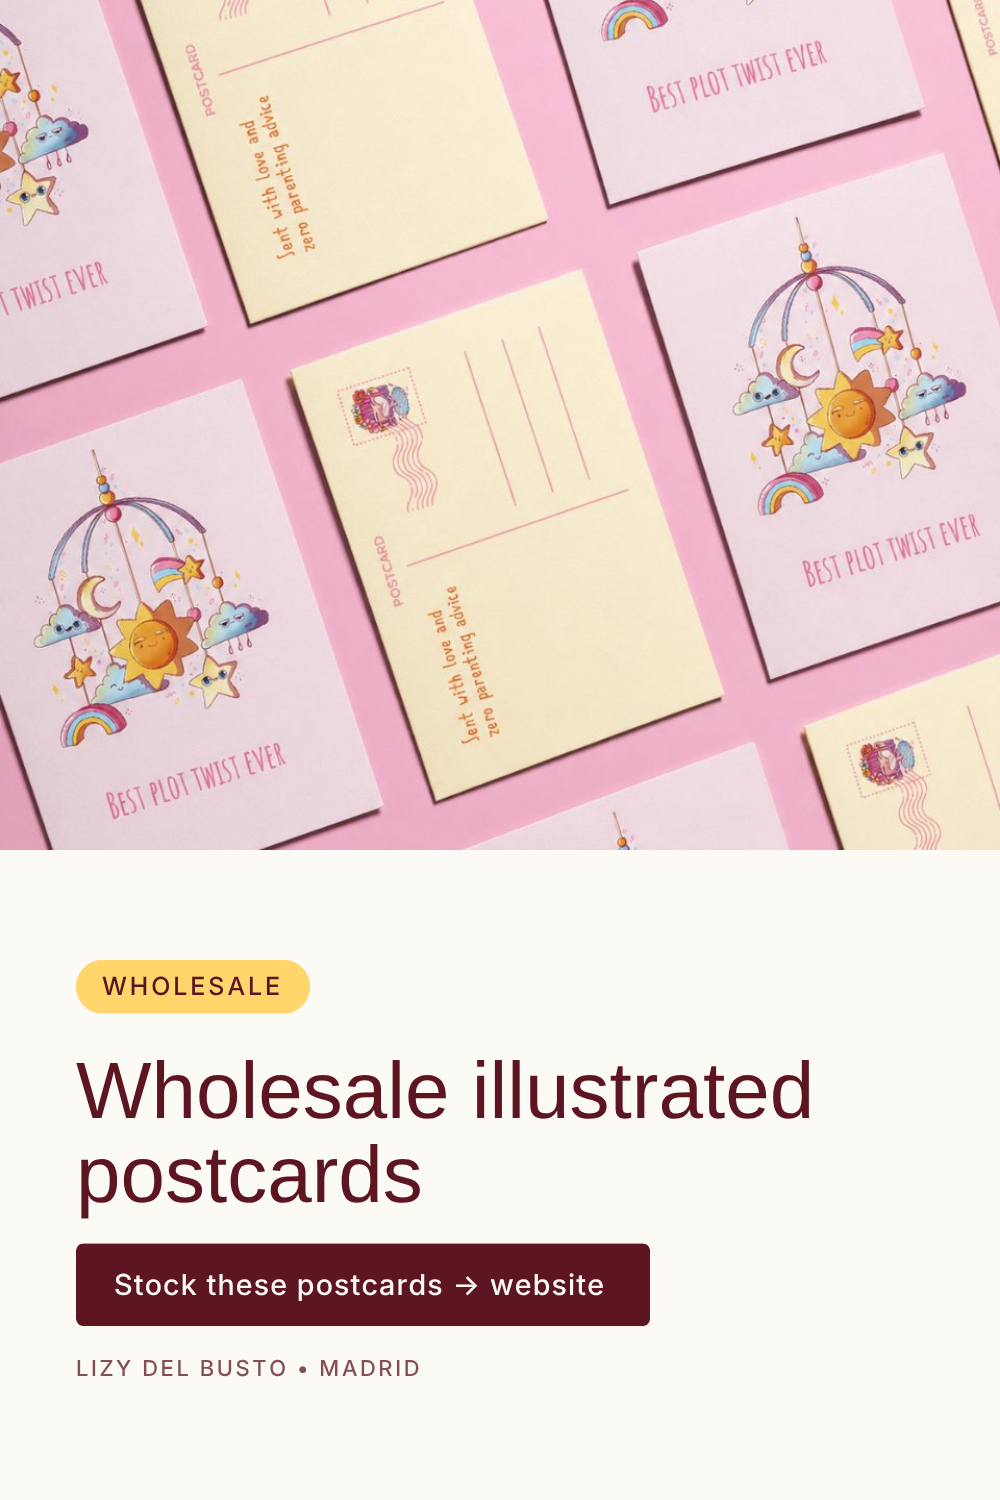 POSTCARD
Sent with love and
zero parenting advice
BEST PLOT TWIST EVER
POSTCARD
T TWIST EVER
BEST PLOT TWIST EVER
POSTCARD
Sent with love and
zero parenting advice
BEST PLOT TWIST EVER
WHOLESALE
Wholesale illustrated
postcards
Stock these postcards → website
LIZY DEL BUSTO • MADRID